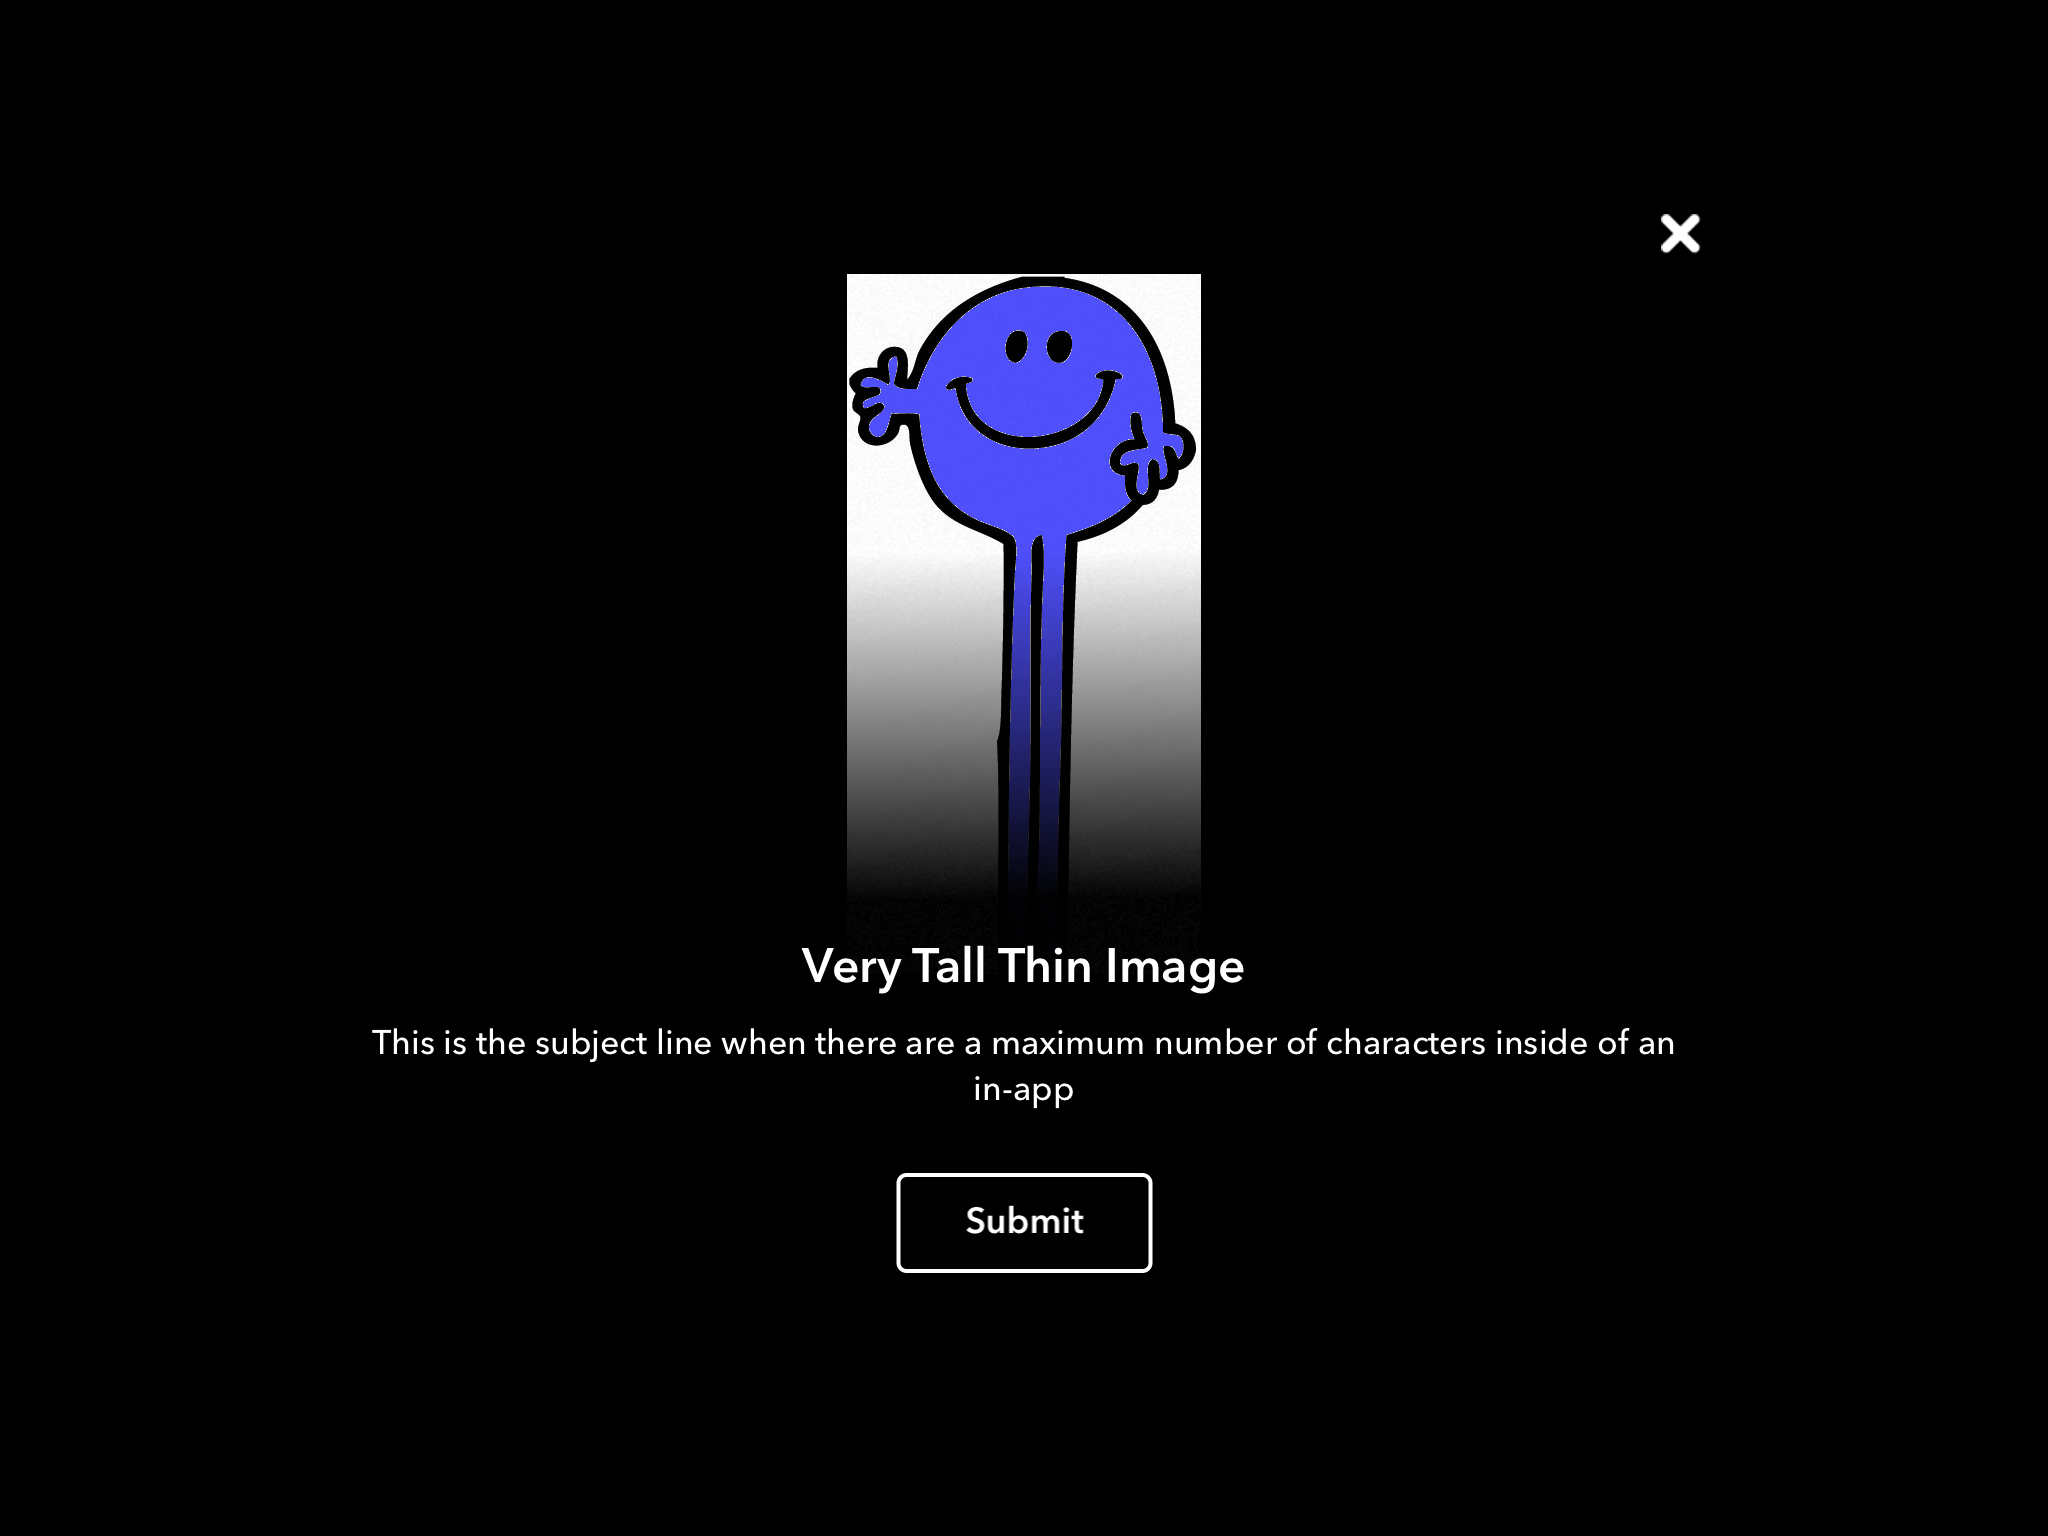 Very Tall Thin Image
This is the subject line when there are a maximum number of characters inside of an
in-app
Submit